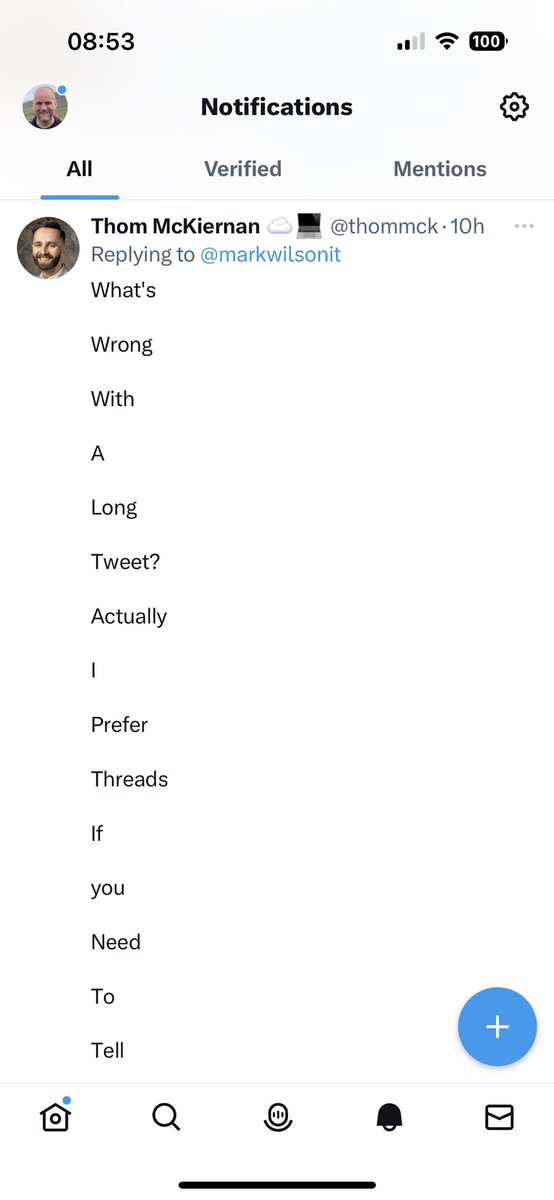 08:53
100
Notifications
All Verified Mentions
Thom McKiernan ☁️💻 @thommck · 10h
Replying to @markwilsonit
What's
Wrong
With
A
Long
Tweet?
Actually
I
Prefer
Threads
If
you
Need
To
Tell